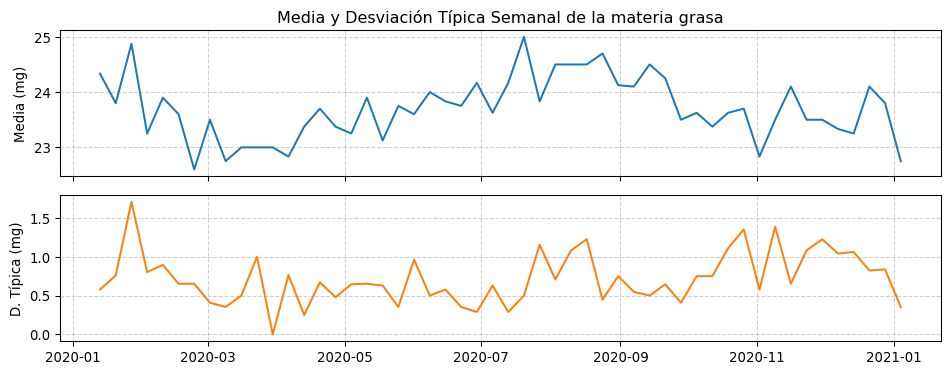 Media y Desviación Típica Semanal de la materia grasa
Media (mg)
25
24
23
D. Típica (mg)
1.5
1.0
0.5
0.0
2020-01 2020-03 2020-05 2020-07 2020-09 2020-11 2021-01